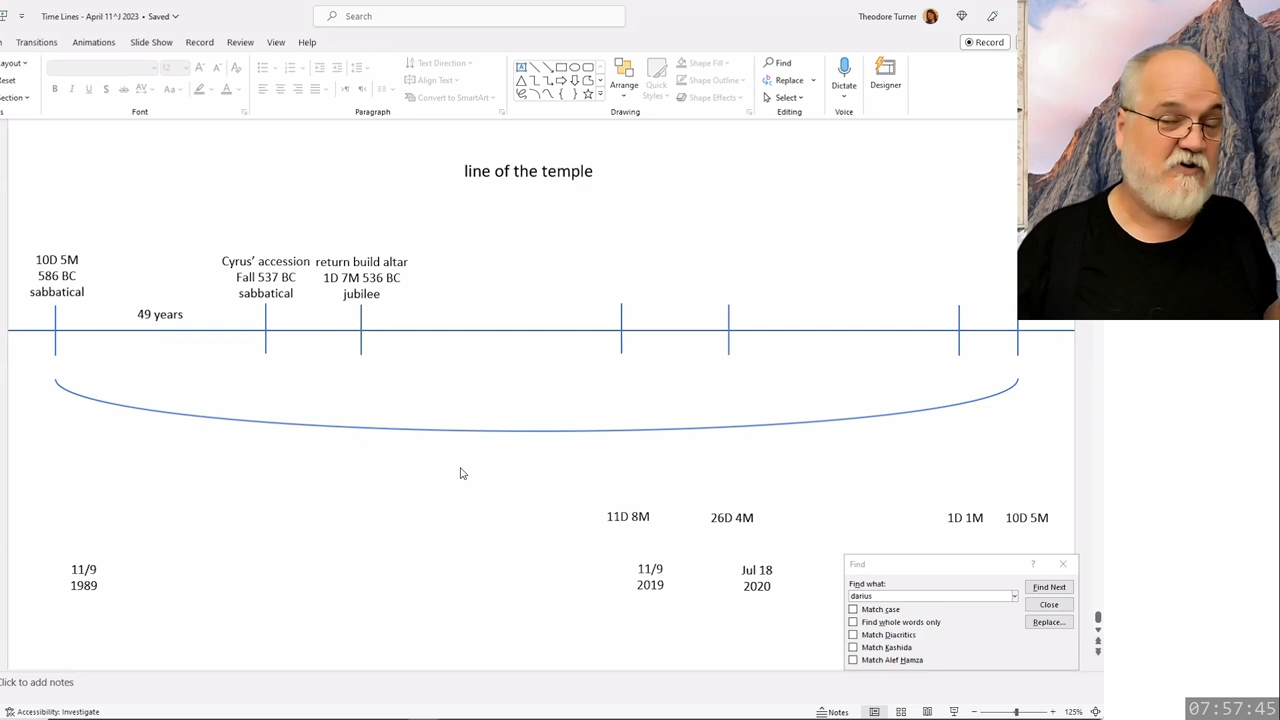 Time Lines - April 11^J 2023 • Saved
Search
Theodore Turner
Transitions
Animations
Slide Show
Record
Review
View
Help
Record
ayout
Reset
Section
12
Font
Text Direction
Align Text
Convert to SmartArt
Paragraph
Arrange
Quick
Styles
Shape Fill
Shape Outline
Shape Effects
Drawing
Find
Replace
Select
Editing
Dictate
Voice
Designer
line of the temple
10D 5M
586 BC
sabbatical
49 years
Cyrus' accession
Fall 537 BC
sabbatical
return build altar
1D 7M 536 BC
jubilee
11D 8M
26D 4M
1D 1M
10D 5M
11/9
1989
11/9
2019
Jul 18
2020
Find
?
Find what:
darius
Match case
Find whole words only
Match Diacritics
Match Kashida
Match Alef Hamza
Find Next
Close
Replace...
Click to add notes
Accessibility: Investigate
Notes
125%
07:57:45